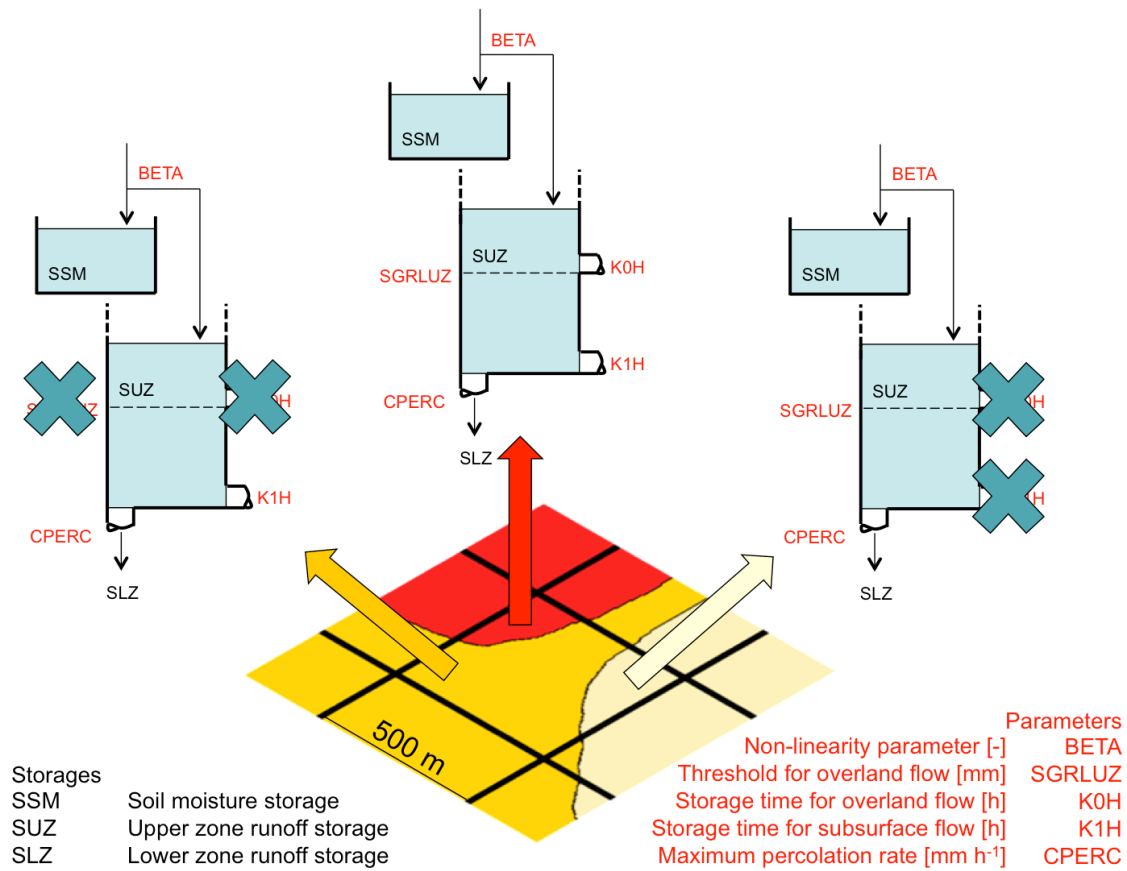 BETA
SSM
SUZ
SGRLUZ
K0H
K1H
CPERC
SLZ
BETA
SSM
SUZ
K1H
CPERC
SLZ
BETA
SSM
SUZ
SGRLUZ
CPERC
SLZ
500 m
Storages
SSM Soil moisture storage
SUZ Upper zone runoff storage
SLZ Lower zone runoff storage
Parameters
Non-linearity parameter [-] BETA
Threshold for overland flow [mm] SGRLUZ
Storage time for overland flow [h] K0H
Storage time for subsurface flow [h] K1H
Maximum percolation rate [mm h⁻¹] CPERC